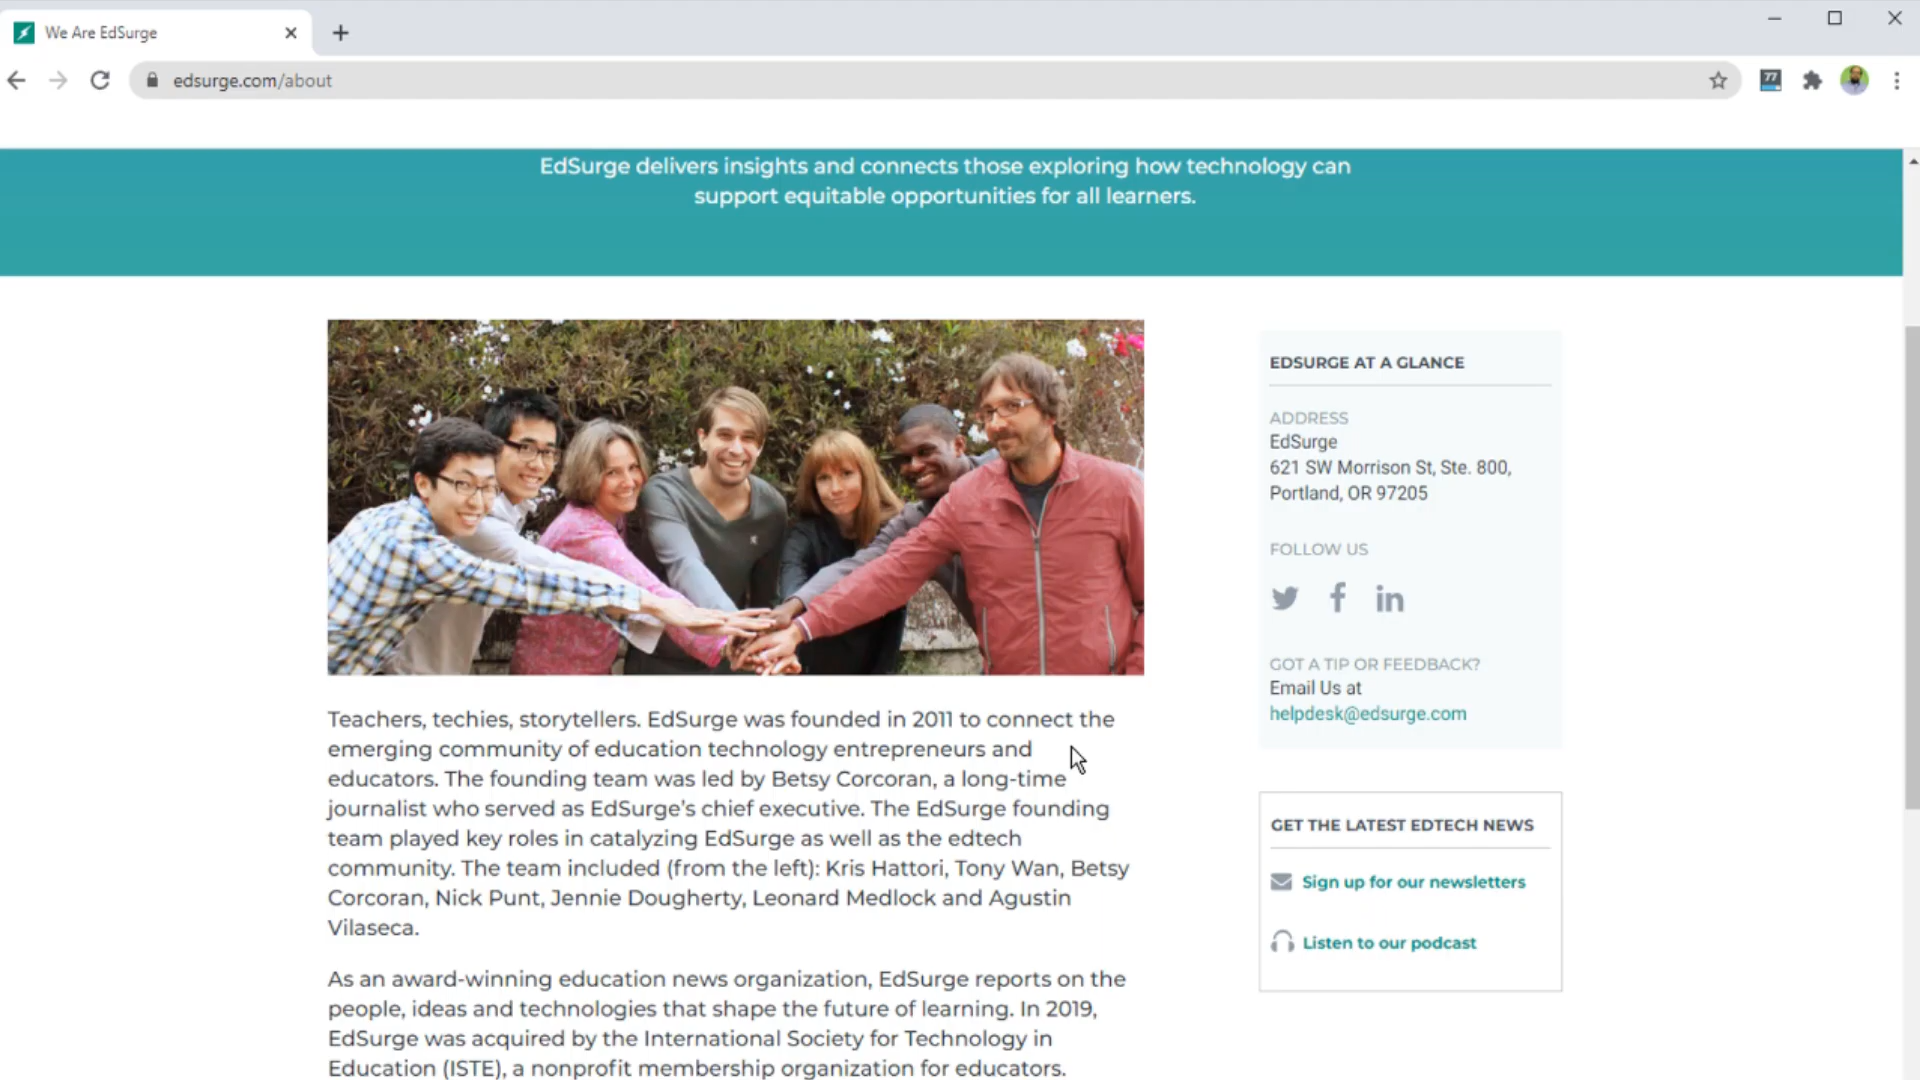 We Are EdSurge
edsurge.com/about
77
EdSurge delivers insights and connects those exploring how technology can
support equitable opportunities for all learners.
Teachers, techies, storytellers. EdSurge was founded in 2011 to connect the
emerging community of education technology entrepreneurs and
educators. The founding team was led by Betsy Corcoran, a long-time
journalist who served as EdSurge’s chief executive. The EdSurge founding
team played key roles in catalyzing EdSurge as well as the edtech
community. The team included (from the left): Kris Hattori, Tony Wan, Betsy
Corcoran, Nick Punt, Jennie Dougherty, Leonard Medlock and Agustin
Vilaseca.
As an award-winning education news organization, EdSurge reports on the
people, ideas and technologies that shape the future of learning. In 2019,
EdSurge was acquired by the International Society for Technology in
Education (ISTE), a nonprofit membership organization for educators.
EDSURGE AT A GLANCE
ADDRESS
EdSurge
621 SW Morrison St, Ste. 800,
Portland, OR 97205
FOLLOW US
GOT A TIP OR FEEDBACK?
Email Us at
helpdesk@edsurge.com
GET THE LATEST EDTECH NEWS
Sign up for our newsletters
Listen to our podcast